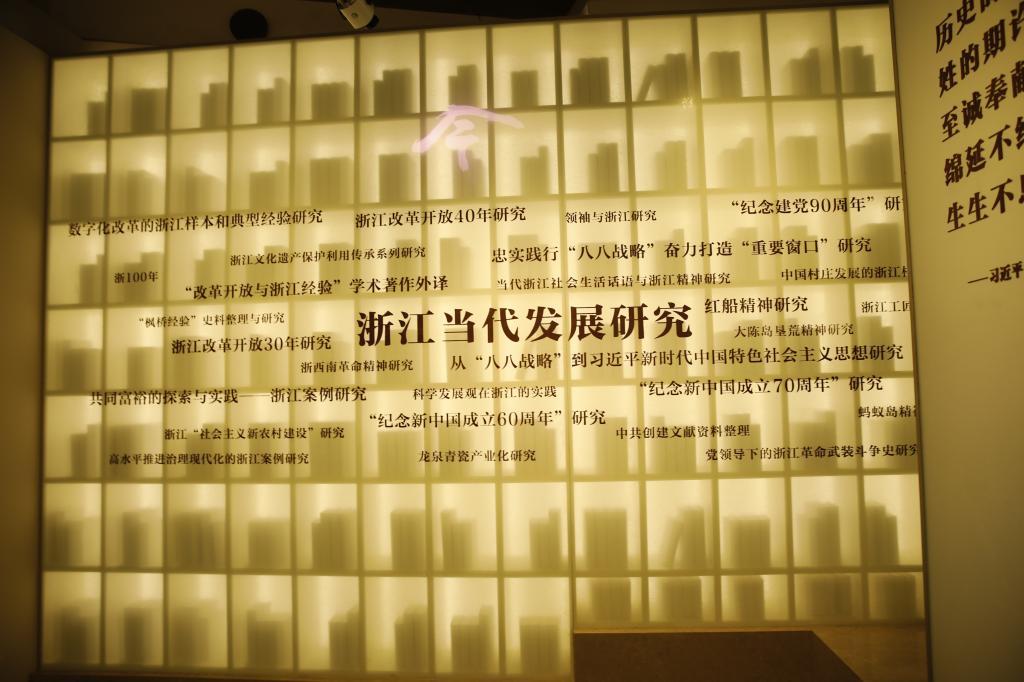 今
数字化改革的浙江样本和典型经验研究
浙江改革开放40年研究
领袖与浙江研究
“纪念建党90周年”研
浙江文化遗产保护利用传承系列研究
忠实践行“八八战略”奋力打造“重要窗口”研究
浙100年
“改革开放与浙江经验”学术著作外译
当代浙江社会生活话语与浙江精神研究
中国村庄发展的浙江
“枫桥经验”史料整理与研究
浙江当代发展研究
红船精神研究
浙江工
浙江改革开放30年研究
大陈岛垦荒精神研究
浙西南革命精神研究
从“八八战略”到习近平新时代中国特色社会主义思想研究
共同富裕的探索与实践——浙江案例研究
科学发展观在浙江的实践
“纪念新中国成立70周年”研究
“纪念新中国成立60周年”研究
蚂蚁岛精
浙江“社会主义新农村建设”研究
中共创建文献资料整理
高水平推进治理现代化的浙江案例研究
龙泉青瓷产业化研究
党领导下的浙江革命武装斗争史研
历史的
姓的期许
至诚奉献
绵延不绝
生生不息
——习近平